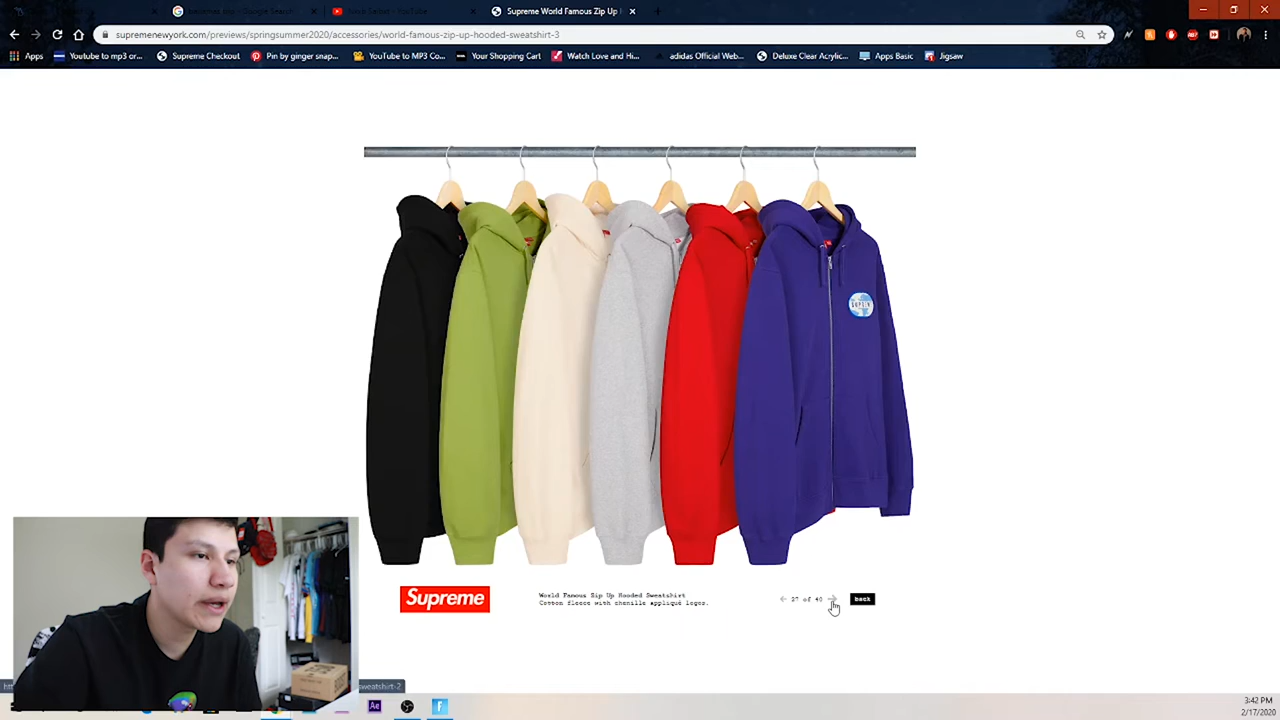 Supreme World Famous Zip Up
supremenewyork.com/previews/springsummer2020/accessories/world-famous-zip-up-hooded-sweatshirt-3
Apps
Youtube to mp3 or...
Supreme Checkout
Pin by ginger snap...
YouTube to MP3 Co...
Your Shopping Cart
Watch Love and Hi...
adidas Official Web...
Deluxe Clear Acrylic...
Apps Basic
Jigsaw
Supreme
World Famous Zip Up Hooded Sweatshirt
Cotton fleece with chenille appliqué logos.
27 of 40
back
sweatshirt-2
Ae
3:42 PM
2/17/2020